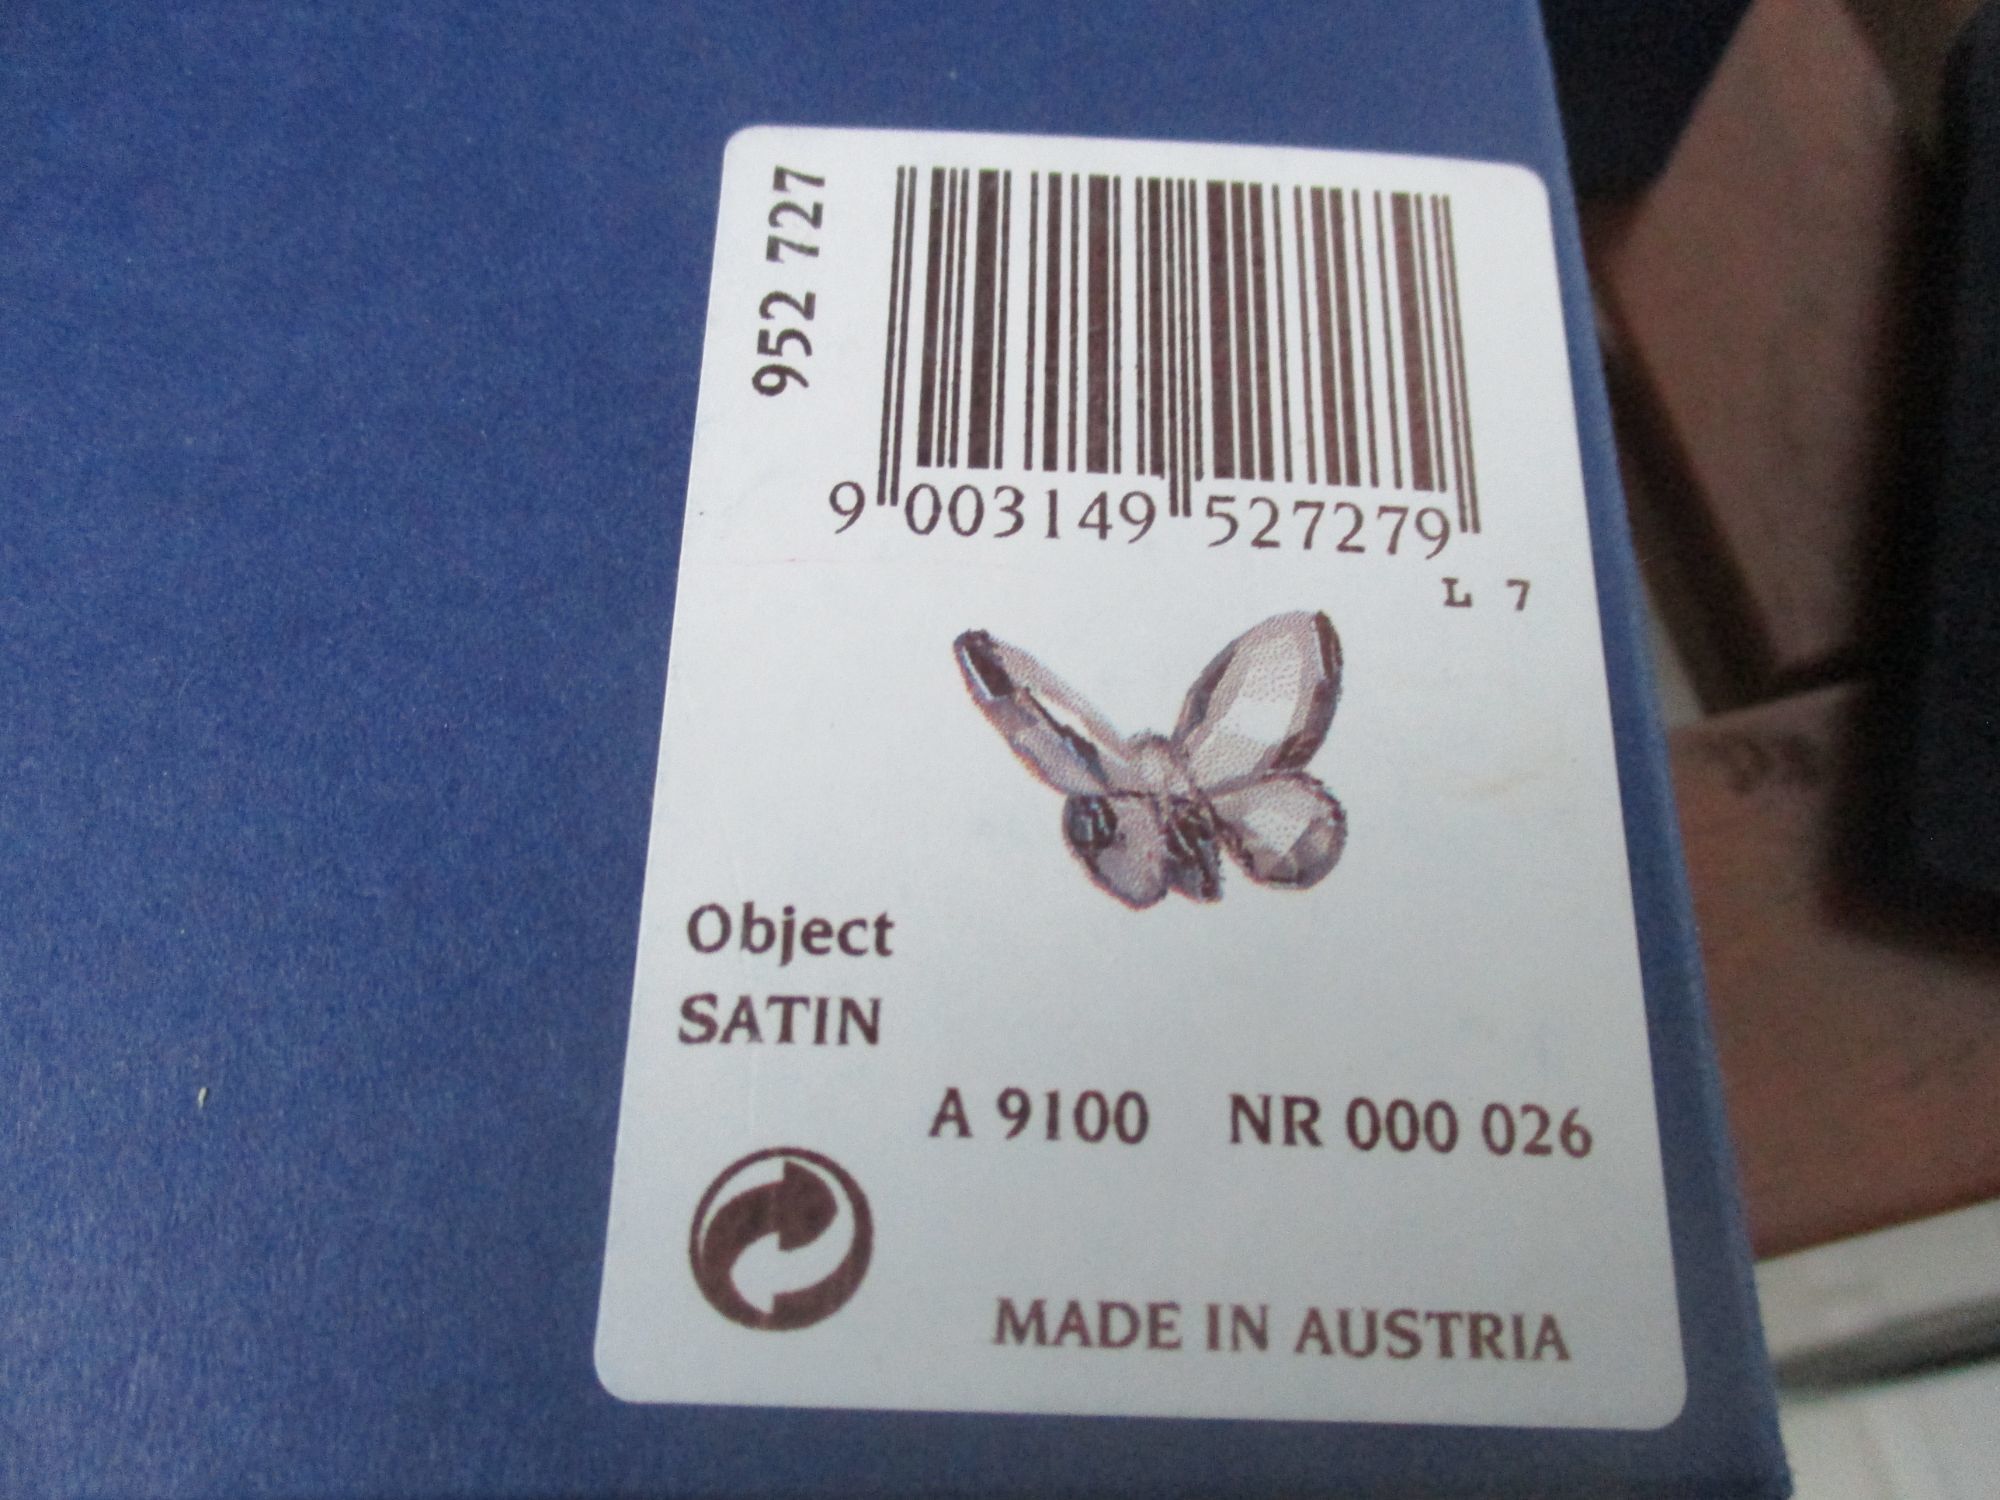 952 727
9 003149 527279
L 7
Object
SATIN
A 9100 NR 000 026
MADE IN AUSTRIA